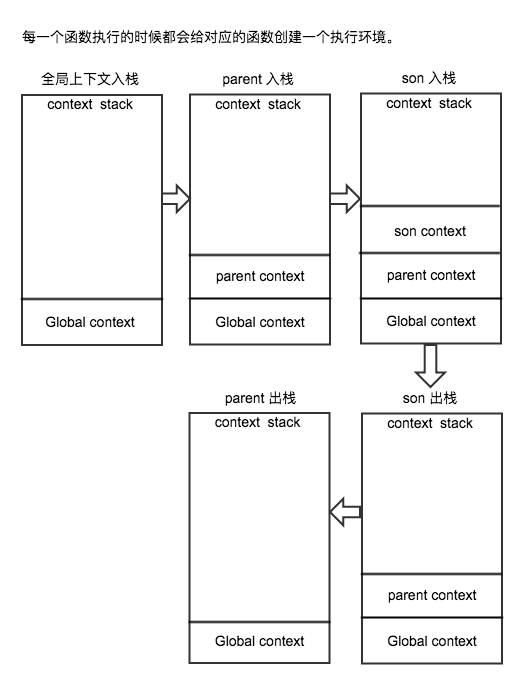 每一个函数执行的时候都会给对应的函数创建一个执行环境。
全局上下文入栈
context stack
Global context
parent 入栈
context stack
parent context
Global context
son 入栈
context stack
son context
parent context
Global context
son 出栈
context stack
parent context
Global context
parent 出栈
context stack
Global context